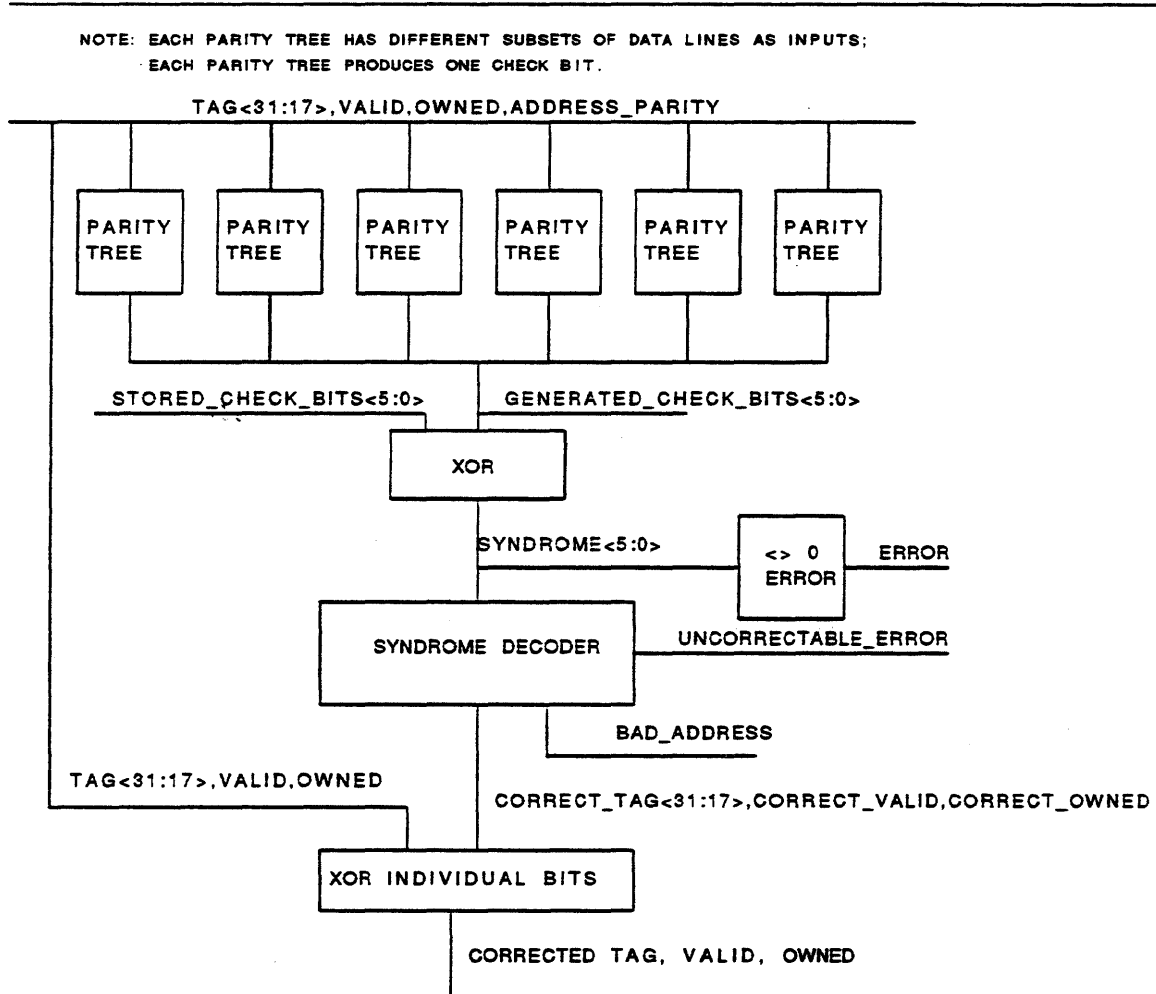 NOTE: EACH PARITY TREE HAS DIFFERENT SUBSETS OF DATA LINES AS INPUTS;
EACH PARITY TREE PRODUCES ONE CHECK BIT.
TAG<31:17>,VALID,OWNED,ADDRESS_PARITY
PARITY
TREE
PARITY
TREE
PARITY
TREE
PARITY
TREE
PARITY
TREE
PARITY
TREE
STORED_CHECK_BITS<5:0>
GENERATED_CHECK_BITS<5:0>
XOR
SYNDROME<5:0>
<> 0
ERROR
ERROR
SYNDROME DECODER
UNCORRECTABLE_ERROR
BAD_ADDRESS
TAG<31:17>,VALID,OWNED
CORRECT_TAG<31:17>,CORRECT_VALID,CORRECT_OWNED
XOR INDIVIDUAL BITS
CORRECTED TAG, VALID, OWNED